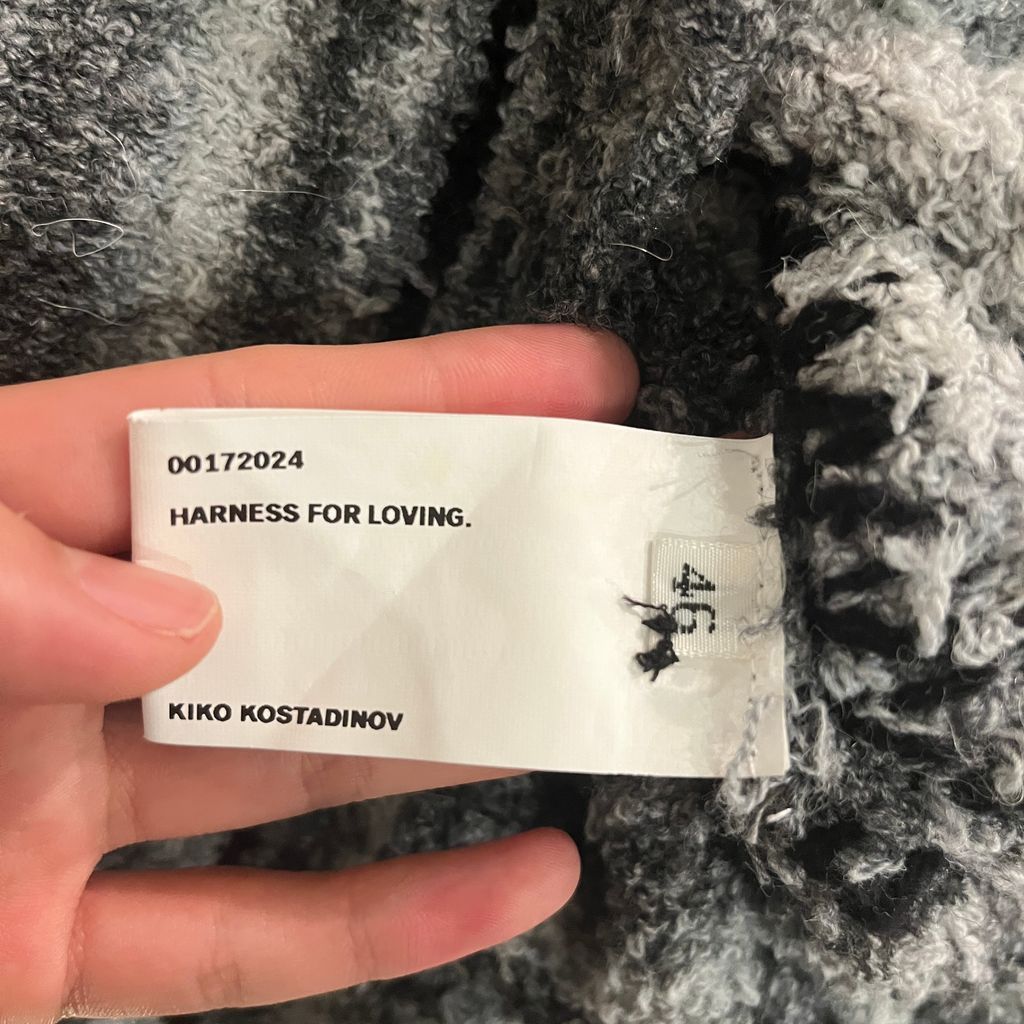 00172024
HARNESS FOR LOVING.
46
KIKO KOSTADINOV